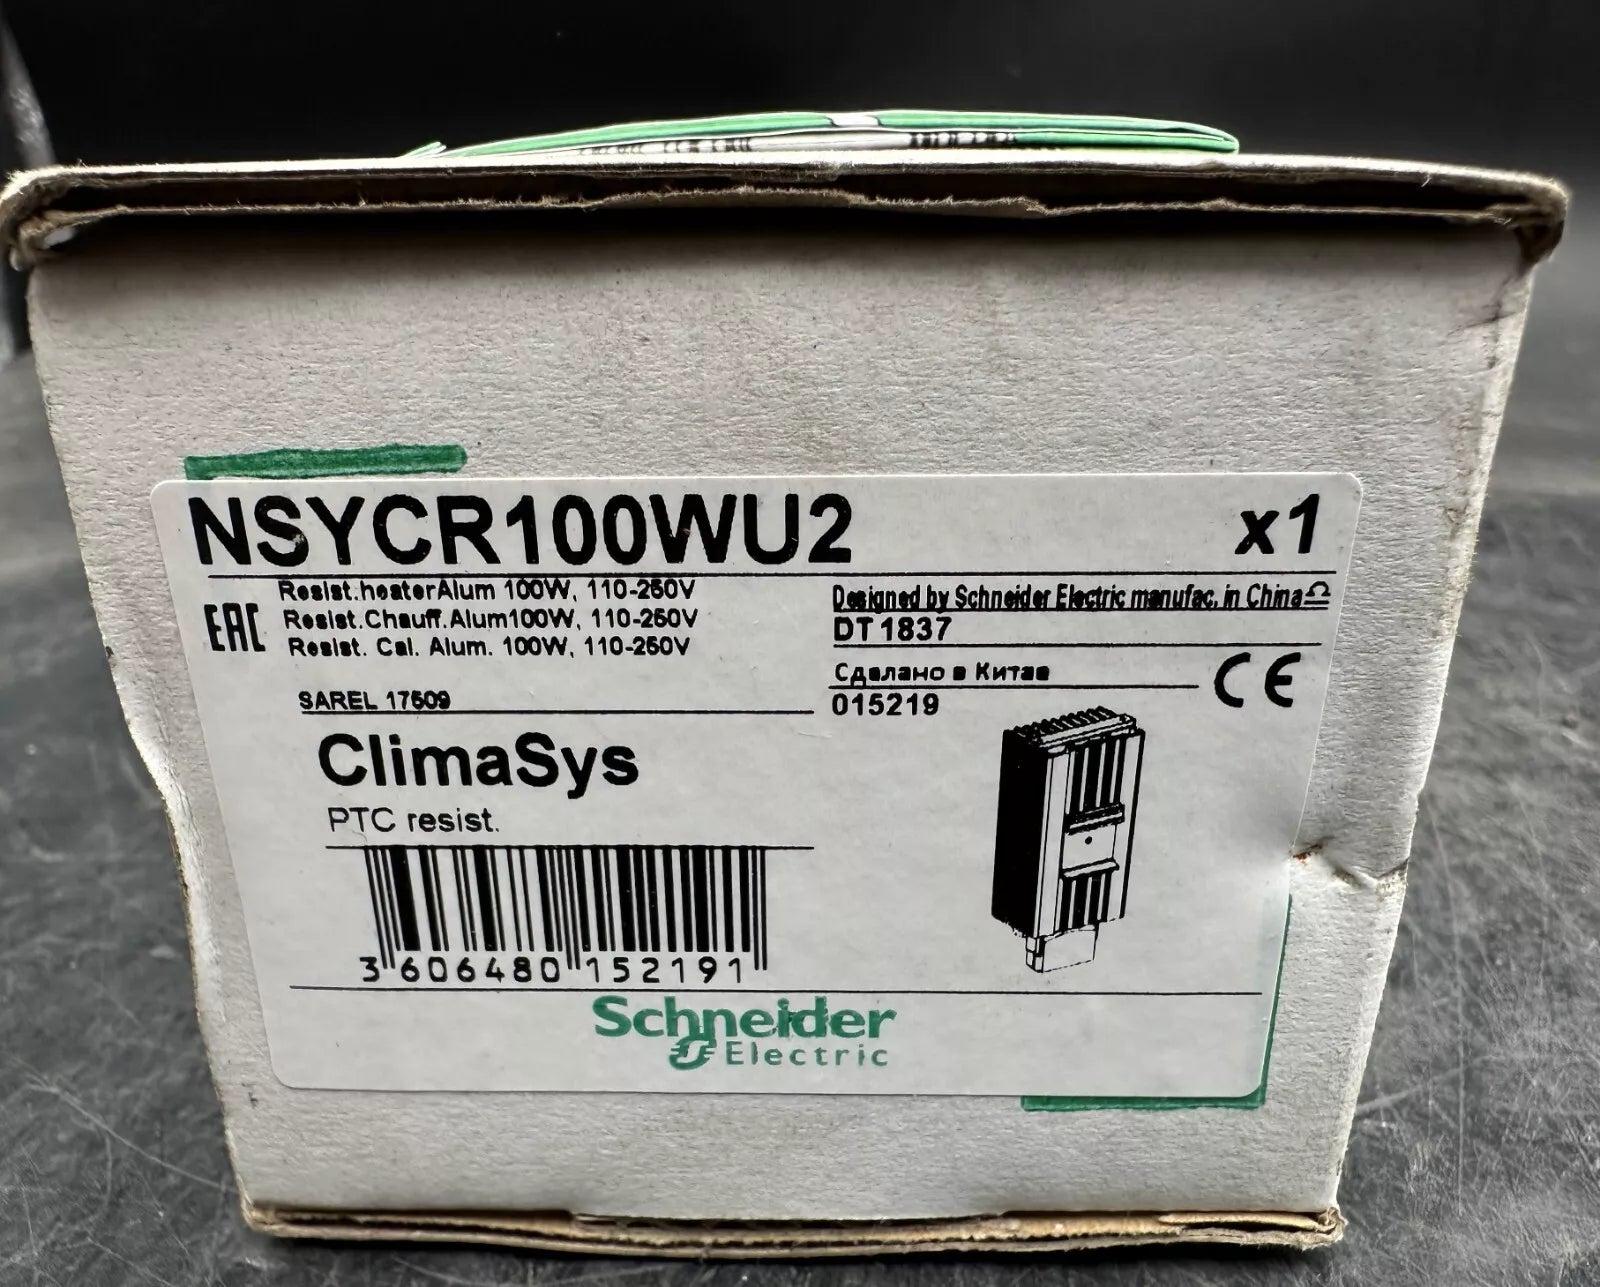 NSYCR100WU2 x1
Resist.heaterAlum 100W, 110-250V
Resist.Chauff.Alum100W, 110-250V
Resist. Cal. Alum. 100W, 110-250V
EAC
SAREL 17509
Designed by Schneider Electric manufac. in China
DT1837
Сделано в Китае
015219
CE
ClimaSys
PTC resist.
3 606480 152191
Schneider
Electric